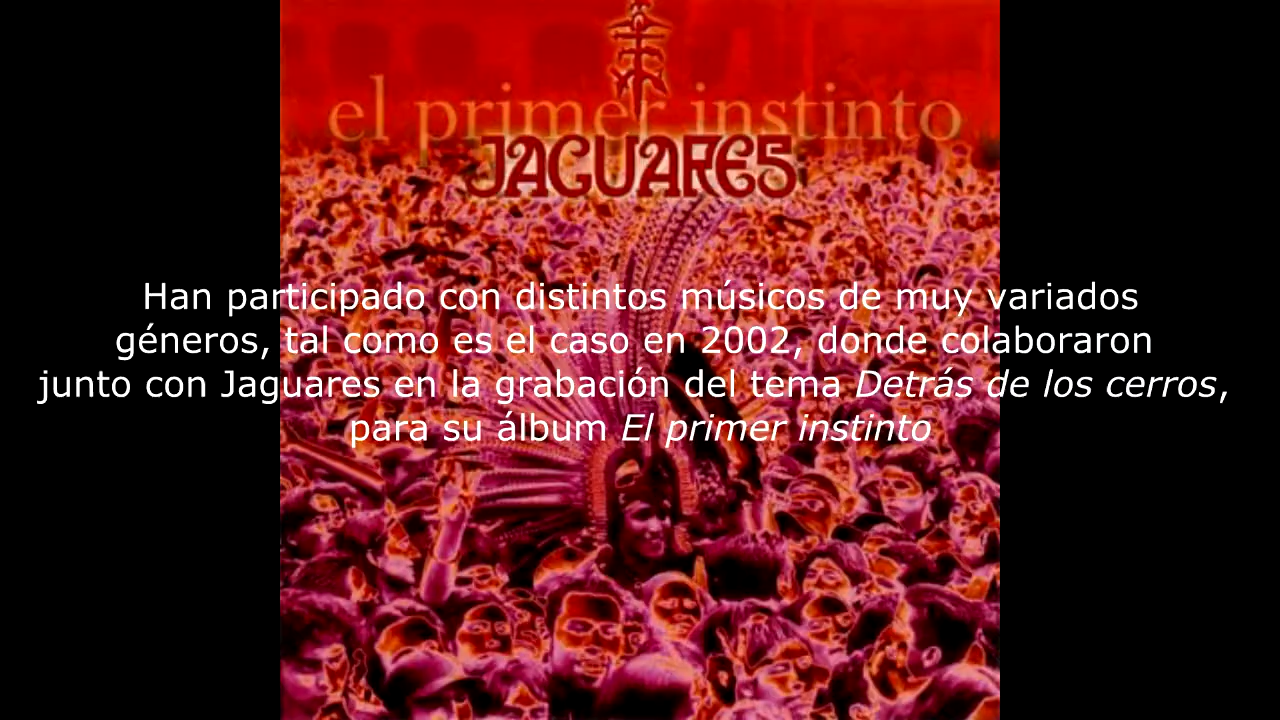 el primer instinto
JAGUARES
Han participado con distintos músicos de muy variados
géneros, tal como es el caso en 2002, donde colaboraron
junto con Jaguares en la grabación del tema Detrás de los cerros,
para su álbum El primer instinto